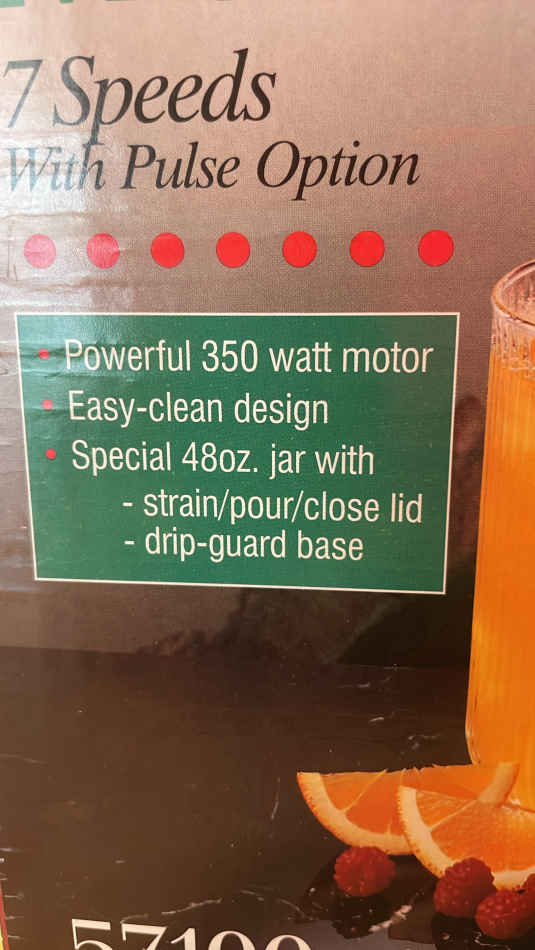 7 Speeds
With Pulse Option
• Powerful 350 watt motor
• Easy-clean design
• Special 48oz. jar with
- strain/pour/close lid
- drip-guard base
57100